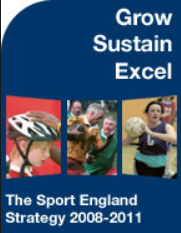 Grow
Sustain
Excel
The Sport England
Strategy 2008-2011